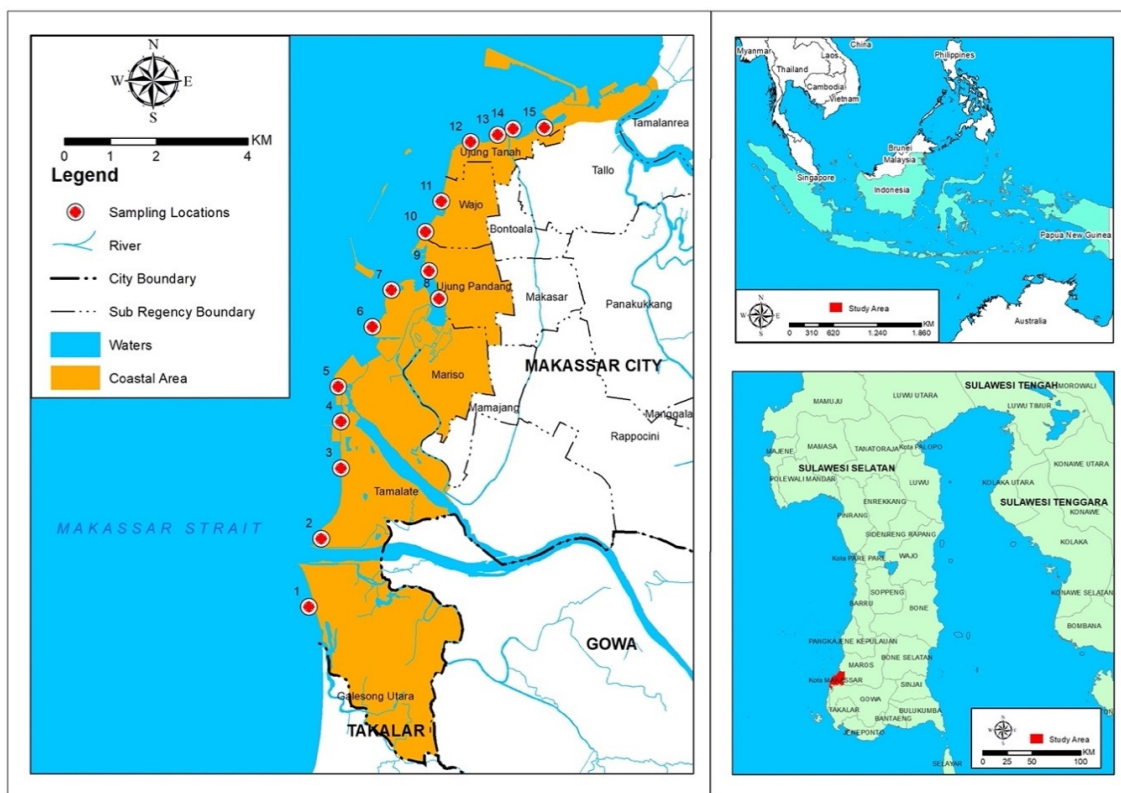 N
W E
S
0 1 2 4
KM
Legend
Sampling Locations
River
City Boundary
Sub Regency Boundary
Waters
Coastal Area
15
14
13
12
11
10
9
8
7
6
5
4
3
2
1
Tamalanrea
Ujung Tanah
Tallo
Wajo
Bontoala
Ujung Pandang
Makasar
Panakukkang
MAKASSAR CITY
Mariso
Mamajang
Manggala
Rappocini
Tamalate
MAKASSAR STRAIT
GOWA
Galesong Utara
TAKALAR
China
Myanmar
Laos
Philippines
Thailand
Cambodia
Vietnam
Brunei
Malaysia
Singapore
Indonesia
Papua New Guinea
Australia
Study Area
KM
0 310 620 1.240 1.860
SULAWESI TENGAH
MOROWALI
MAMUJU
LUWU UTARA
LUWU TIMUR
MAMASA
TANATORAJA
Kota PALOPO
MAJENE
KONAWE UTARA
SULAWESI SELATAN
POLEWALI MANDAR
LUWU
KOLAKA UTARA
ENREKKANG
SULAWESI TENGGARA
KONAWE
PINRANG
SIDENRENG RAPANG
KOLAKA
Kota PARE PARE
WAJO
SOPPENG
KONAWE SELATAN
BARRU
BONE
BOMBANA
PANGKAJENE KEPULAUAN
BONE SELATAN
MAROS
Kota MAKASSAR
SINJAI
GOWA
TAKALAR
BULUKUMBA
BANTAENG
JENEPONTO
SELAYAR
Study Area
KM
0 25 50 100